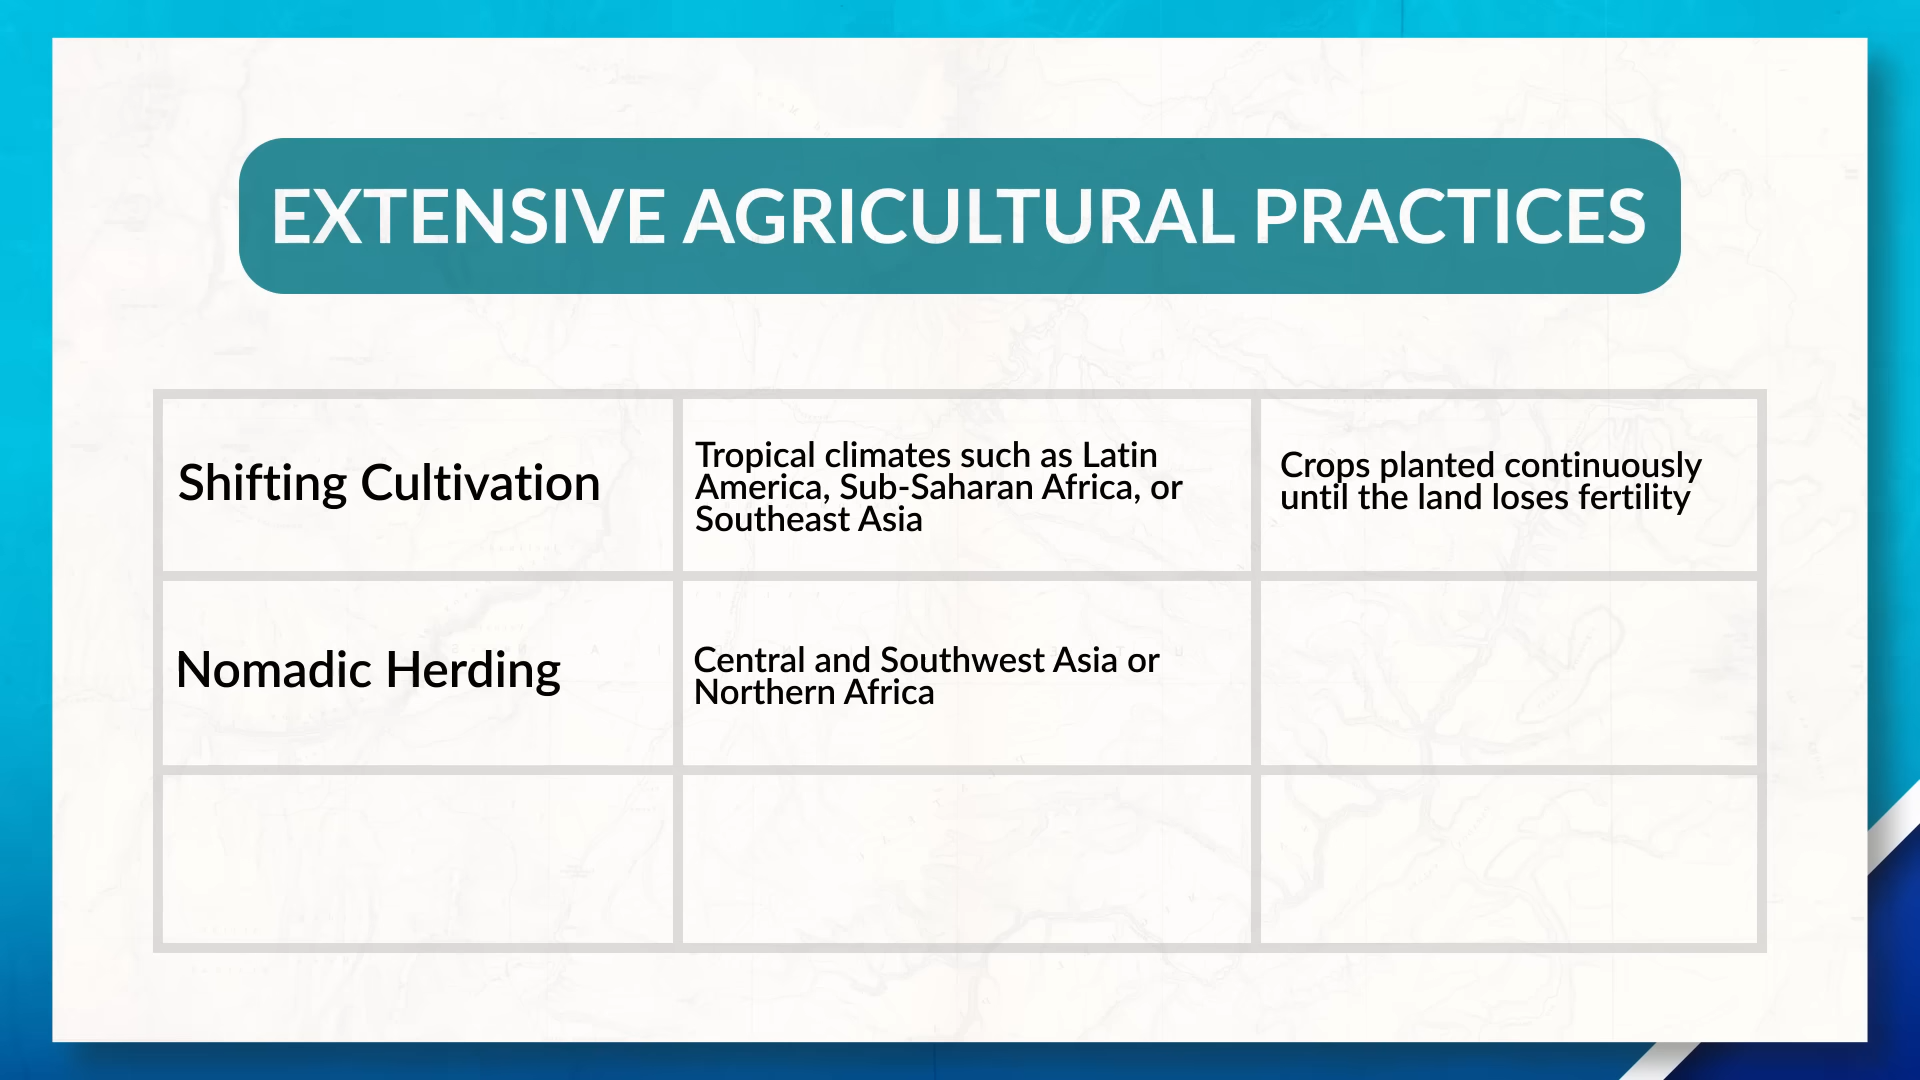 EXTENSIVE AGRICULTURAL PRACTICES
Shifting Cultivation
Tropical climates such as Latin
America, Sub-Saharan Africa, or
Southeast Asia
Crops planted continuously
until the land loses fertility
Nomadic Herding
Central and Southwest Asia or
Northern Africa